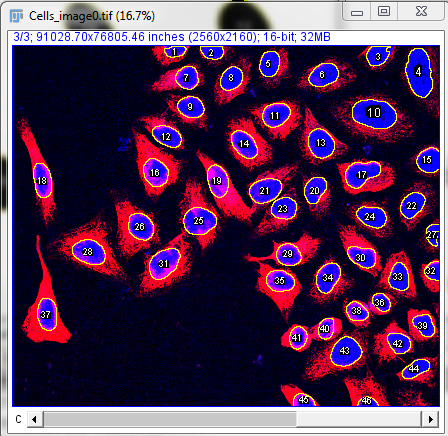 Cells_image0.tif (16.7%)
3/3; 91028.70x76805.46 inches (2560x2160); 16-bit; 32MB
1 2 3 4 5 6 7 8 9 10
11 12 13 14 15 16 17 18 19 20
21 22 23 24 25 26 27 28 29 30
31 32 33 34 35 36 37 38 39 40
41 42 43 44 45 46
C